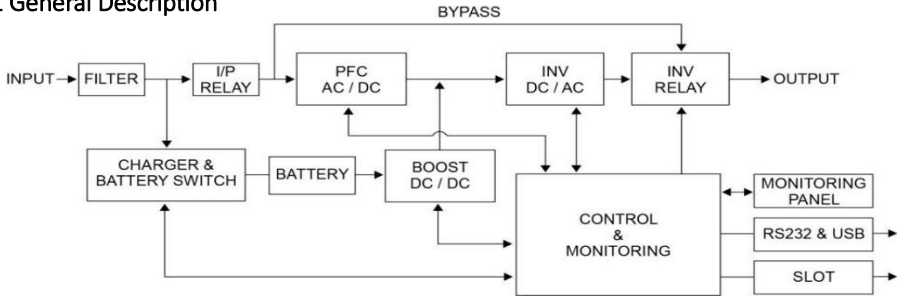 General Description
BYPASS
INPUT
FILTER
I/P
RELAY
PFC
AC / DC
INV
DC / AC
INV
RELAY
OUTPUT
CHARGER &
BATTERY SWITCH
BATTERY
BOOST
DC / DC
CONTROL
&
MONITORING
MONITORING
PANEL
RS232 & USB
SLOT